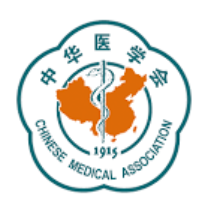 中华医学会
1915
CHINESE MEDICAL ASSOCIATION